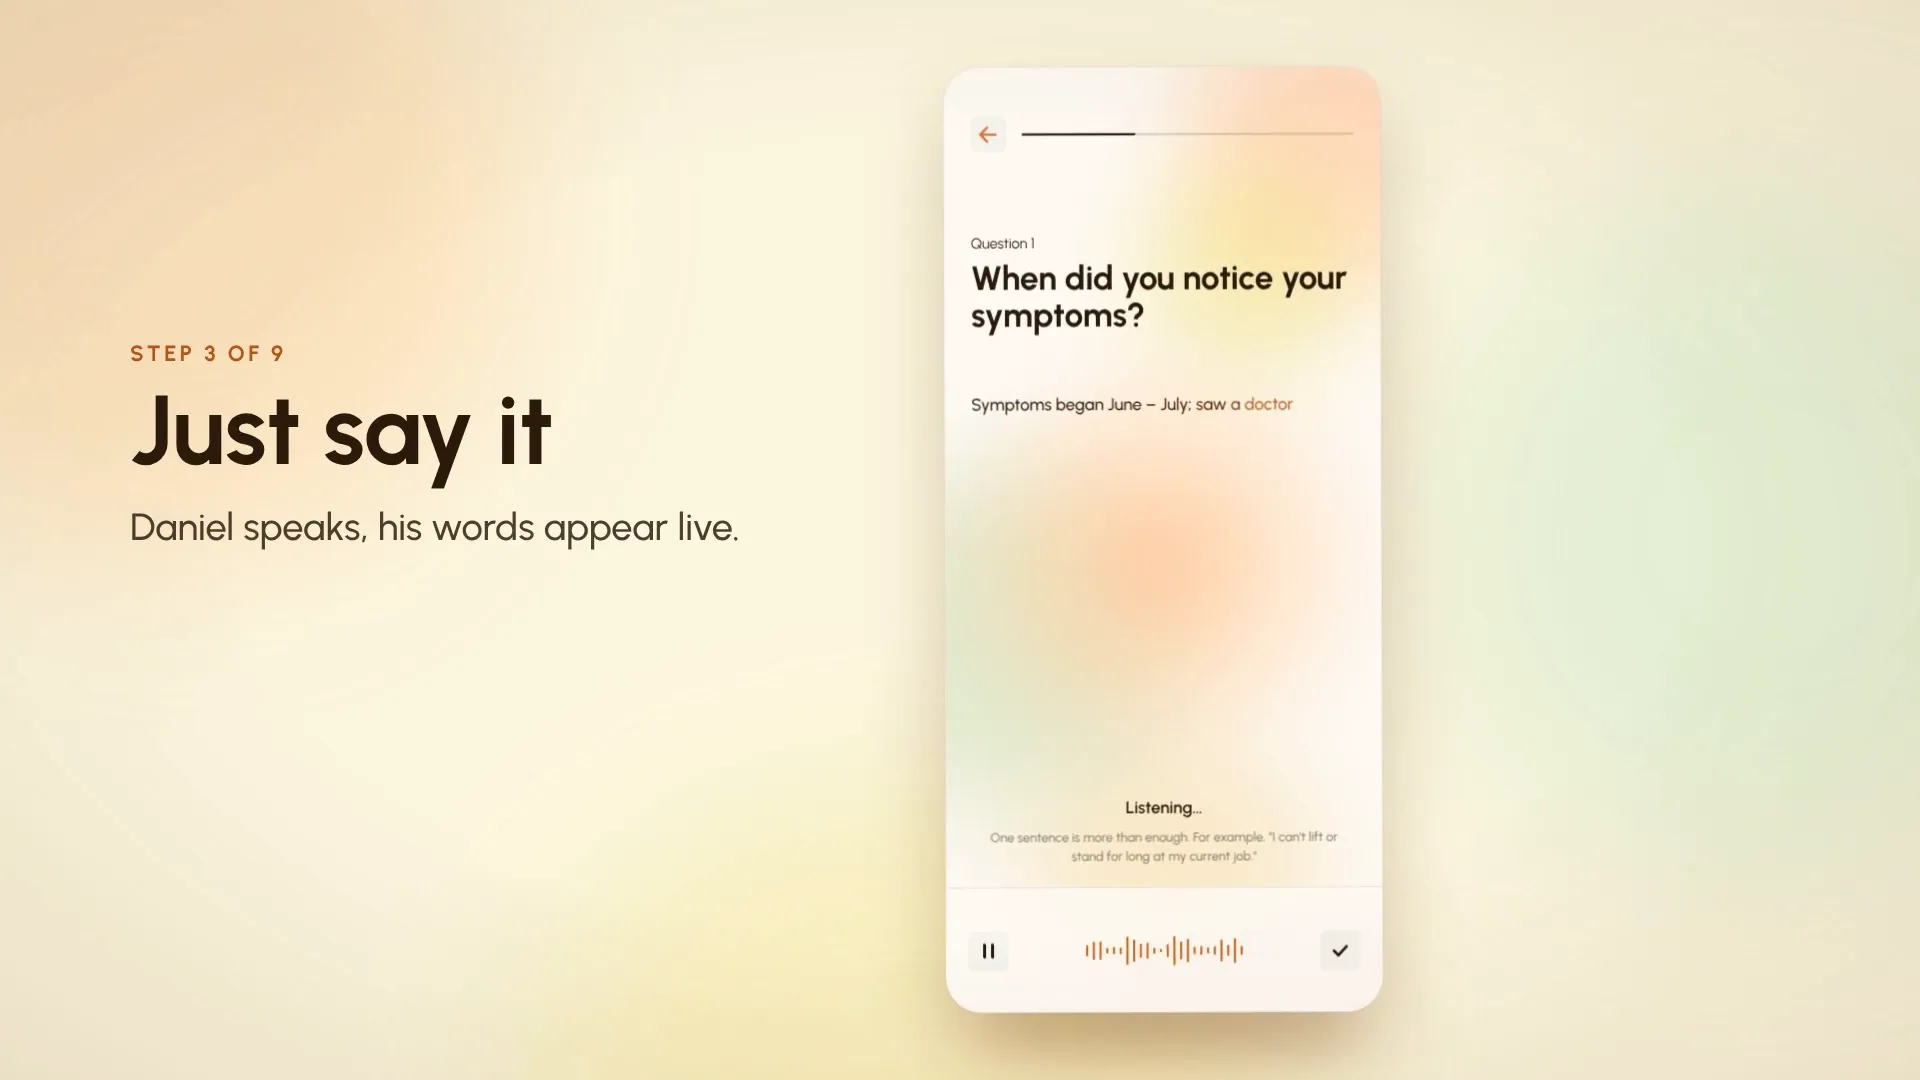 STEP 3 OF 9
Just say it
Daniel speaks, his words appear live.
Question 1
When did you notice your
symptoms?
Symptoms began June – July; saw a doctor
Listening...
One sentence is more than enough. For example, "I can't lift or
stand for long at my current job."